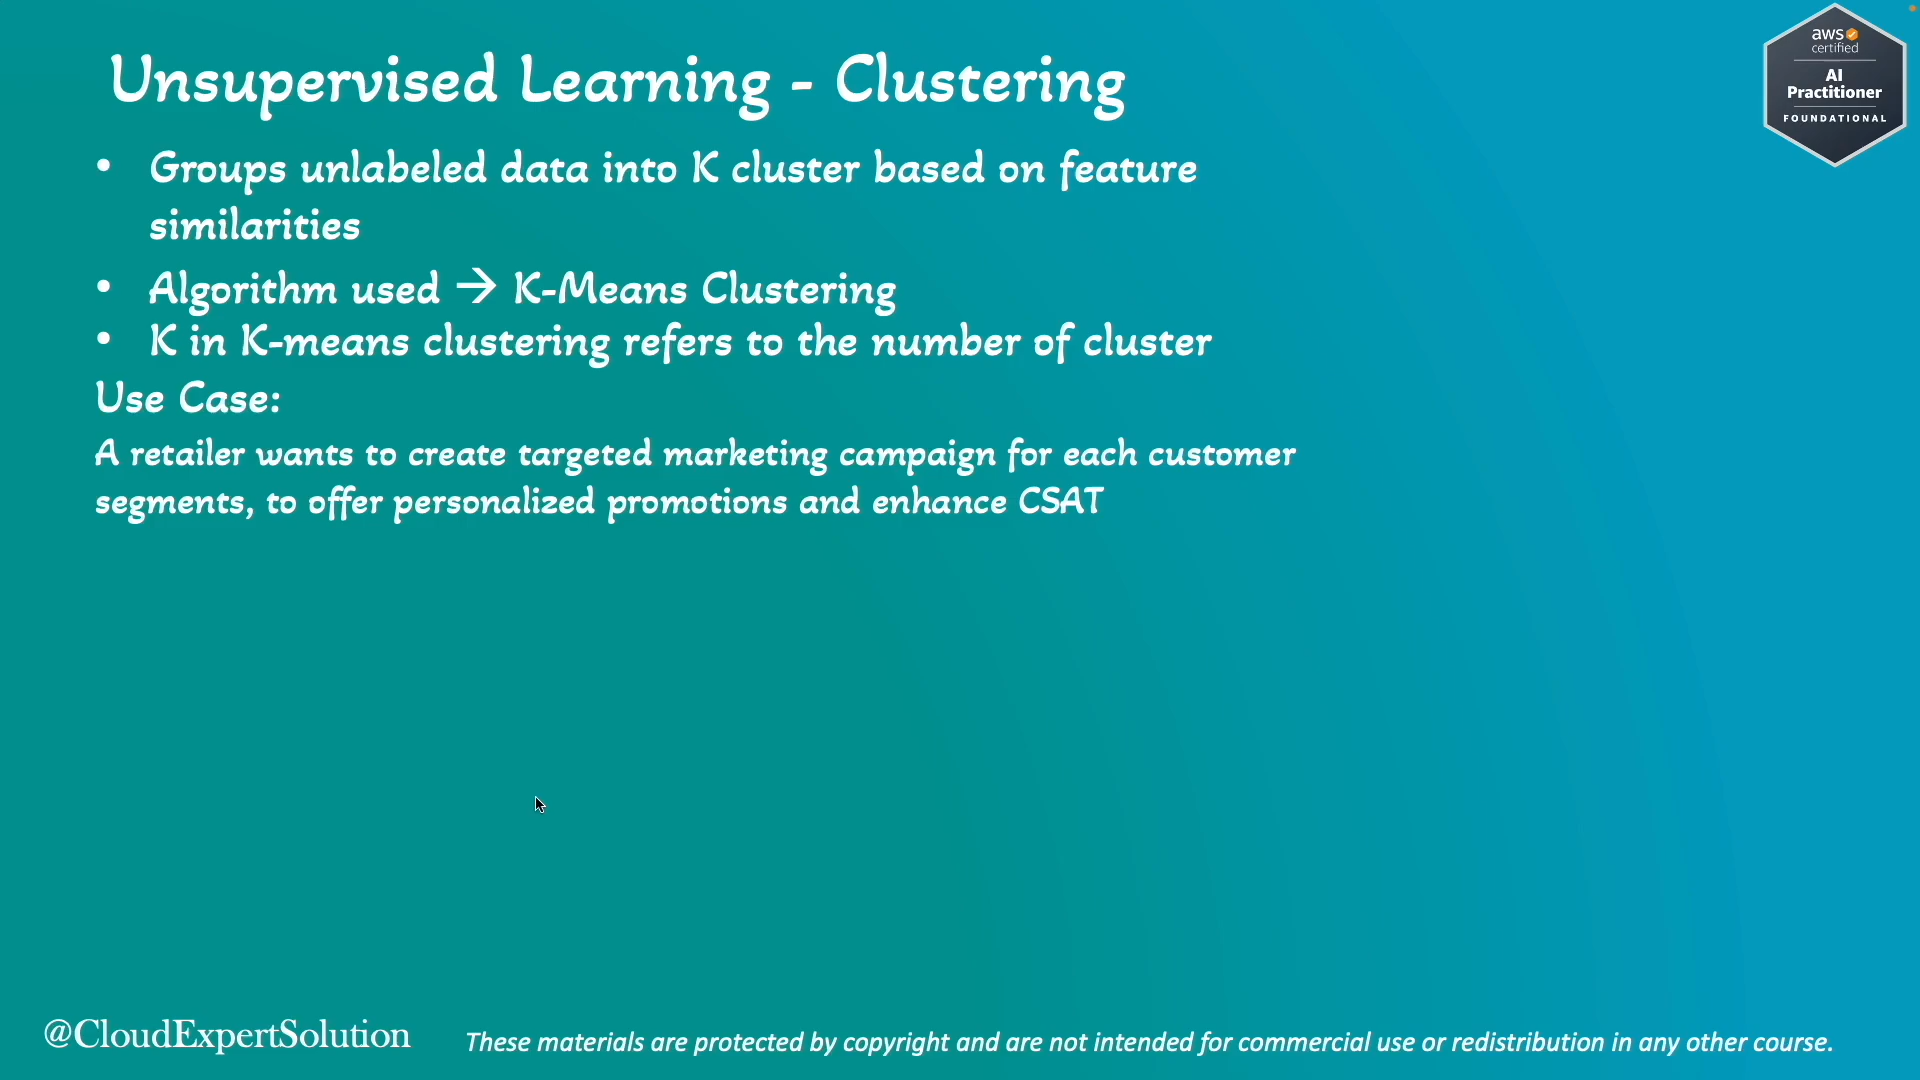 Unsupervised Learning - Clustering
aws
certified
AI
Practitioner
FOUNDATIONAL
• Groups unlabeled data into K cluster based on feature
similarities
• Algorithm used → K-Means Clustering
• K in K-means clustering refers to the number of cluster
Use Case:
A retailer wants to create targeted marketing campaign for each customer
segments, to offer personalized promotions and enhance CSAT
@CloudExpertSolution
These materials are protected by copyright and are not intended for commercial use or redistribution in any other course.